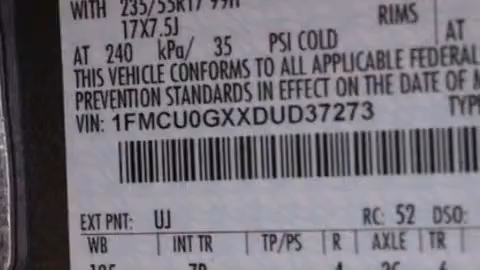 WITH 235/55R17 99H
17X7.5J RIMS
AT 240 kPa/ 35 PSI COLD AT
THIS VEHICLE CONFORMS TO ALL APPLICABLE FEDERAL
PREVENTION STANDARDS IN EFFECT ON THE DATE OF M
VIN: 1FMCU0GXXDUD37273 TYPE
EXT PNT: UJ RC: 52 DSO:
WB INT TR TP/PS R AXLE TR